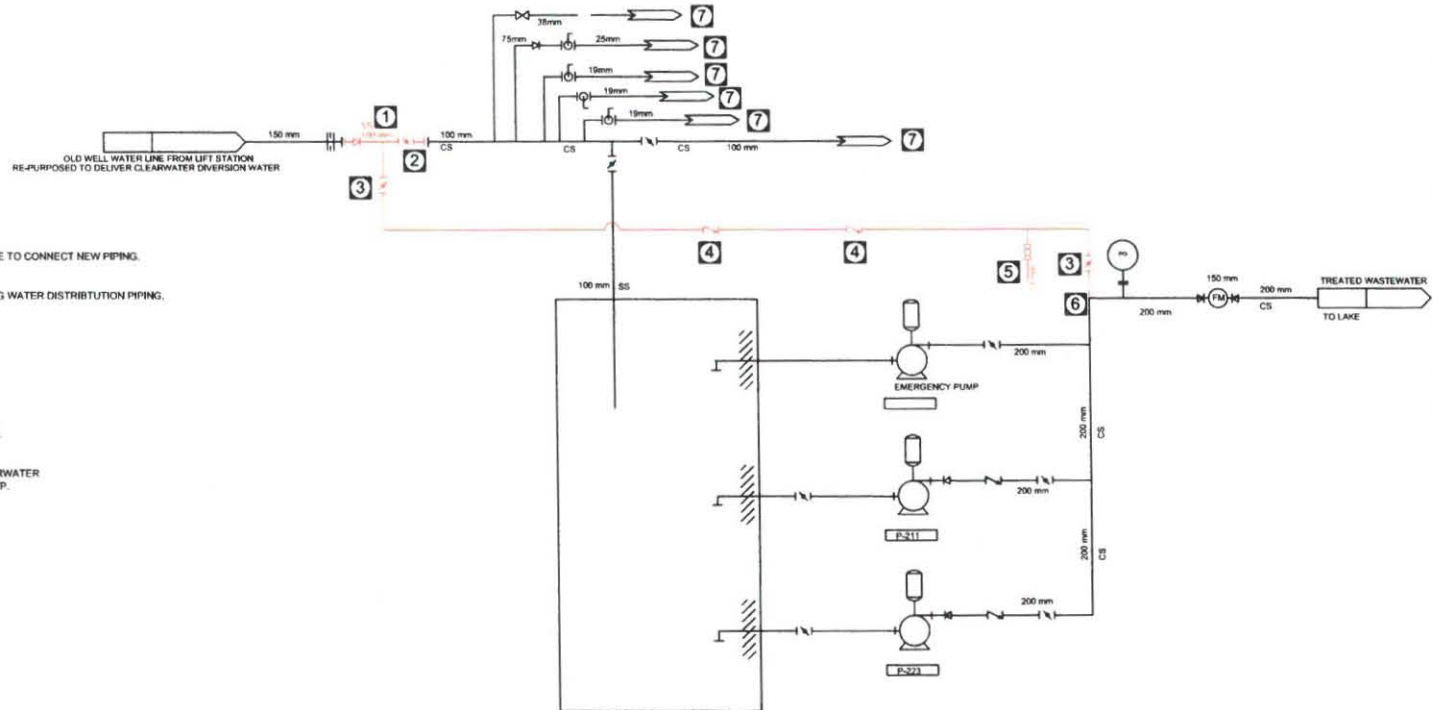 38mm
7
75mm
25mm
7
19mm
7
19mm
7
19mm
7
1
150 mm
100 mm
100 mm
CS
2
CS
CS
100 mm
7
OLD WELL WATER LINE FROM LIFT STATION
RE-PURPOSED TO DELIVER CLEARWATER DIVERSION WATER
3
4
4
E TO CONNECT NEW PIPING.
5
3
PG
G WATER DISTRIBTUTION PIPING.
100 mm SS
6
200 mm
150 mm
FM
200 mm
CS
TREATED WASTEWATER
TO LAKE
200 mm
EMERGENCY PUMP
200 mm
CS
RWATER
P.
200 mm
P-211
200 mm
CS
200 mm
P-223